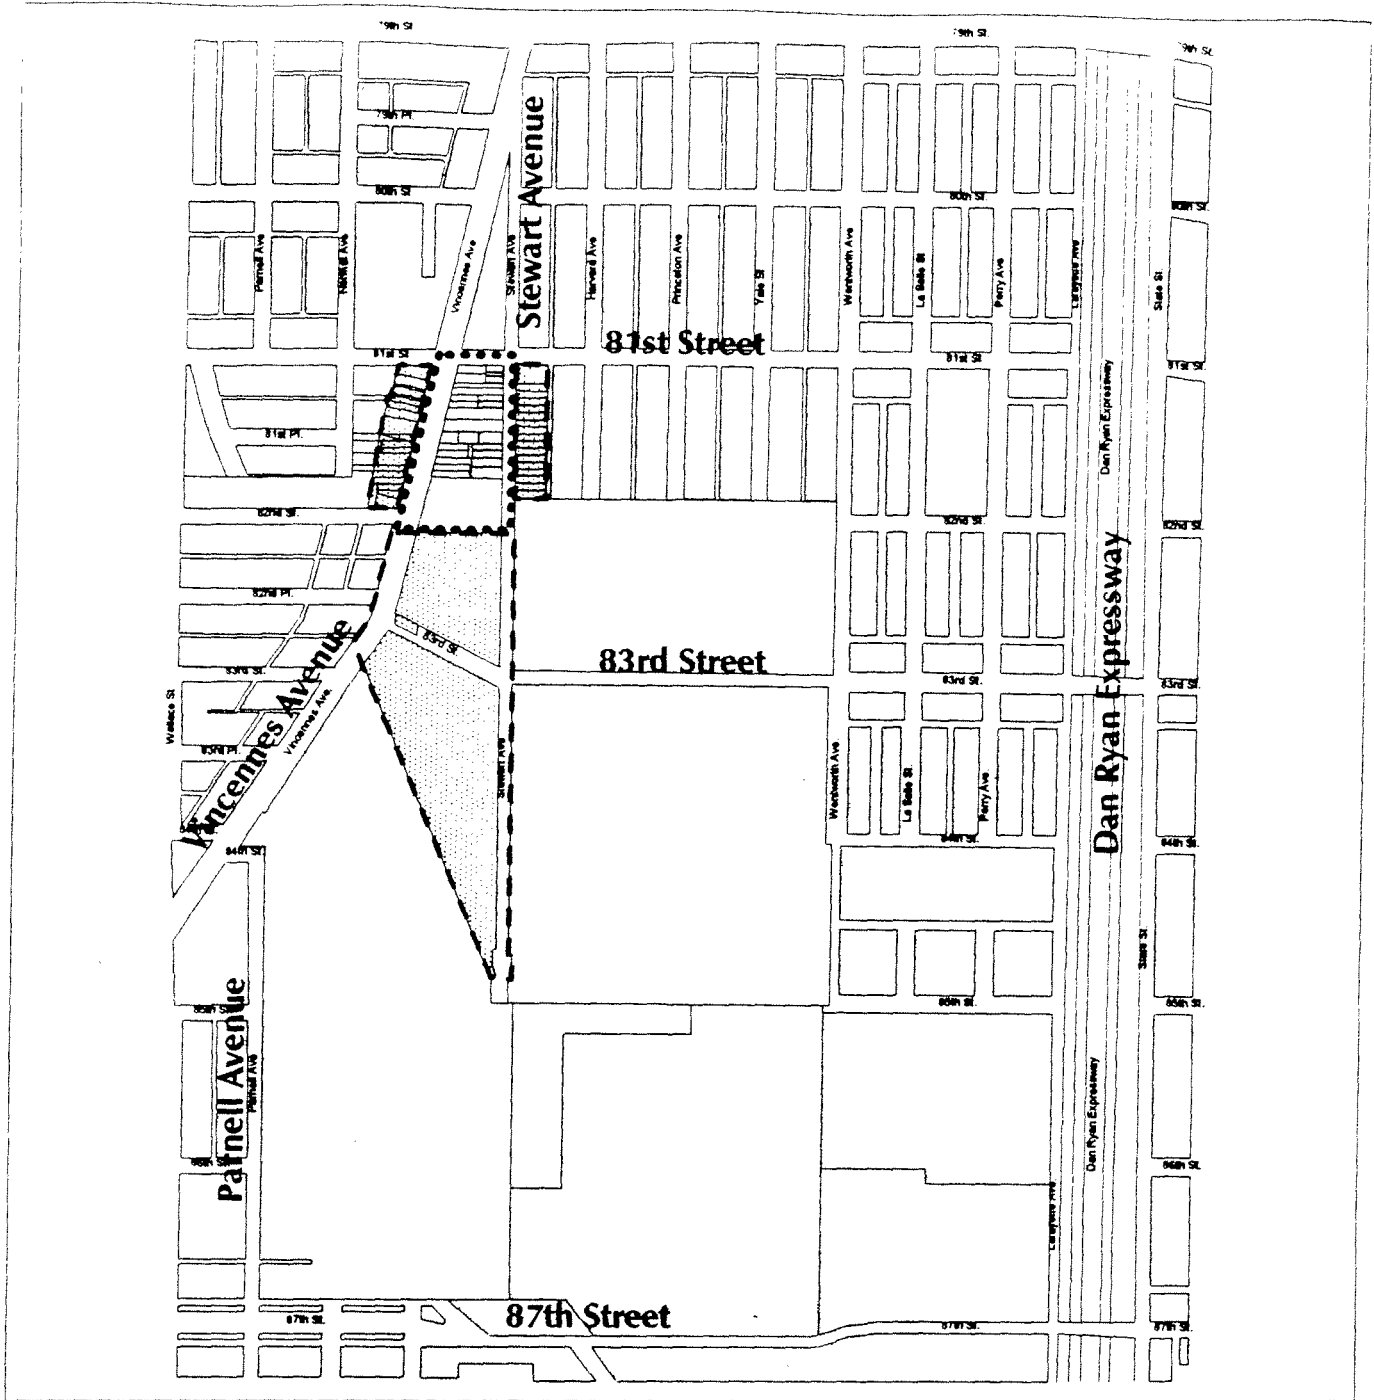 79th St.
Stewart Avenue
79th Pl.
80th St.
80th St.
80th St.
Parnell Ave
Normal Ave
Vincennes Ave
Stewart Ave
Harvard Ave
Princeton Ave
Yale St
Wentworth Ave
La Salle St
Perry Ave
Lafayette Ave
State St.
81st Street
81st St
81st St
81st St.
Dan Ryan Expressway
81st Pl.
82nd St.
82nd St.
82nd St.
82nd Pl.
83rd St.
83rd Street
83rd St.
83rd St.
83rd St.
Wallace St
Vincennes Avenue
Vincennes Ave.
83rd Pl.
Stewart Ave
Wentworth Ave
La Salle St.
Perry Ave.
Dan Ryan Expressway
84th St.
84th St.
84th St.
State St.
Parnell Avenue
85th St.
85th St.
85th St.
Parnell Ave
Dan Ryan Expressway
86th St.
86th St.
Lafayette Ave
87th Street
87th St.
87th St.
87th St.